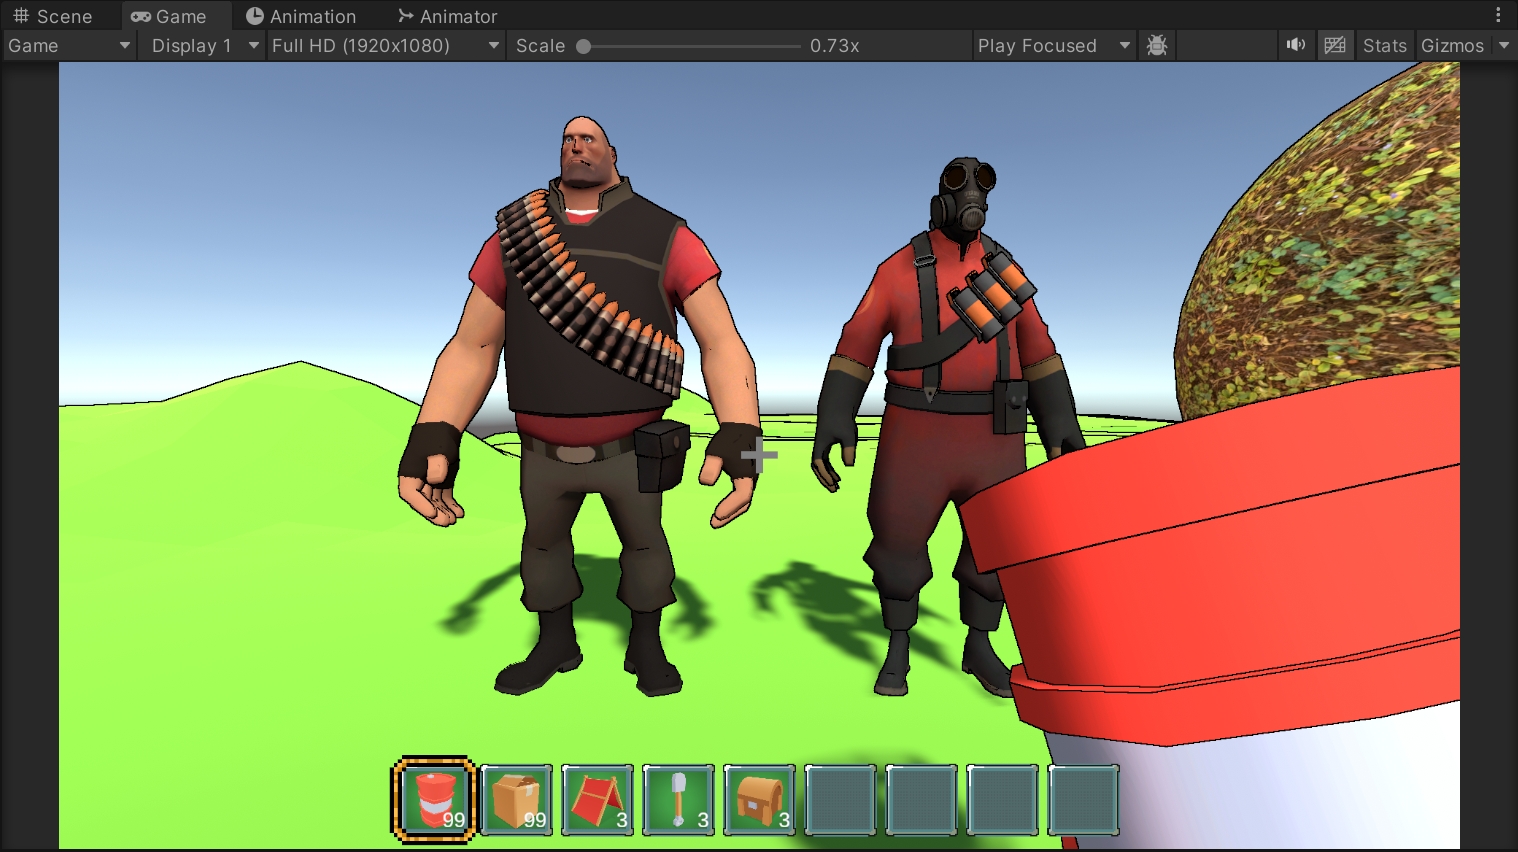 Scene Game Animation Animator
Game Display 1 Full HD (1920x1080) Scale 0.73x Play Focused Stats Gizmos
99 99 3 3 3